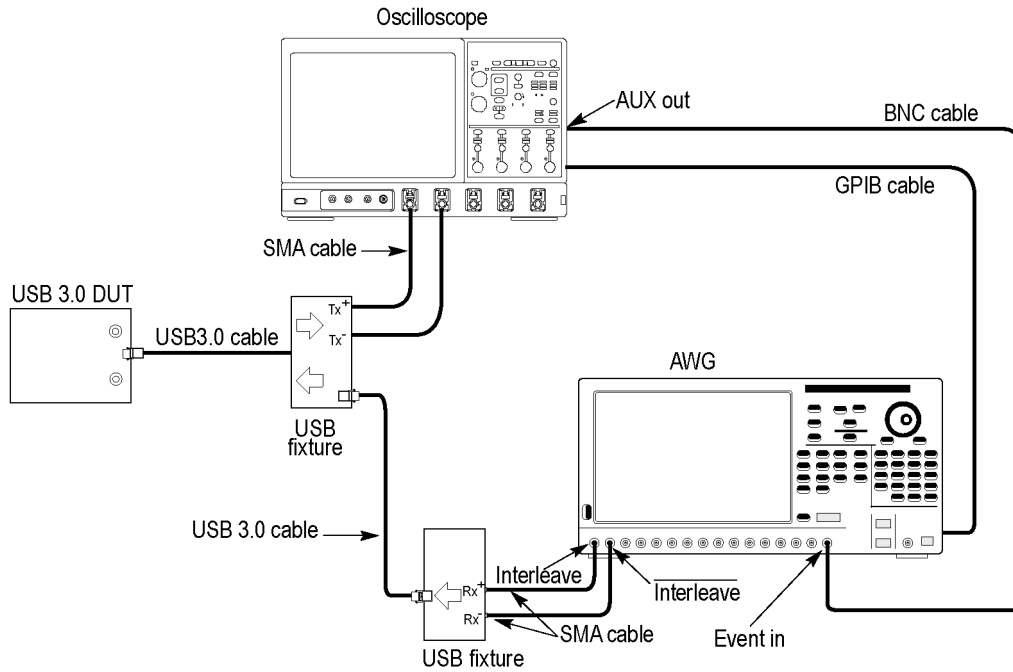 Oscilloscope
AUX out
BNC cable
GPIB cable
SMA cable
USB 3.0 DUT
Tx+
USB3.0 cable
Tx-
AWG
USB
fixture
USB 3.0 cable
Interleave
Interleave
Rx+
Rx-
SMA cable
Event in
USB fixture